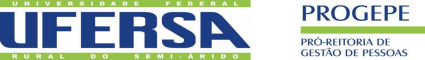 UNIVERSIDADE FEDERAL
UFERSA
RURAL DO SEMI-ÁRIDO
PROGEPE
PRÓ-REITORIA DE
GESTÃO DE PESSOAS